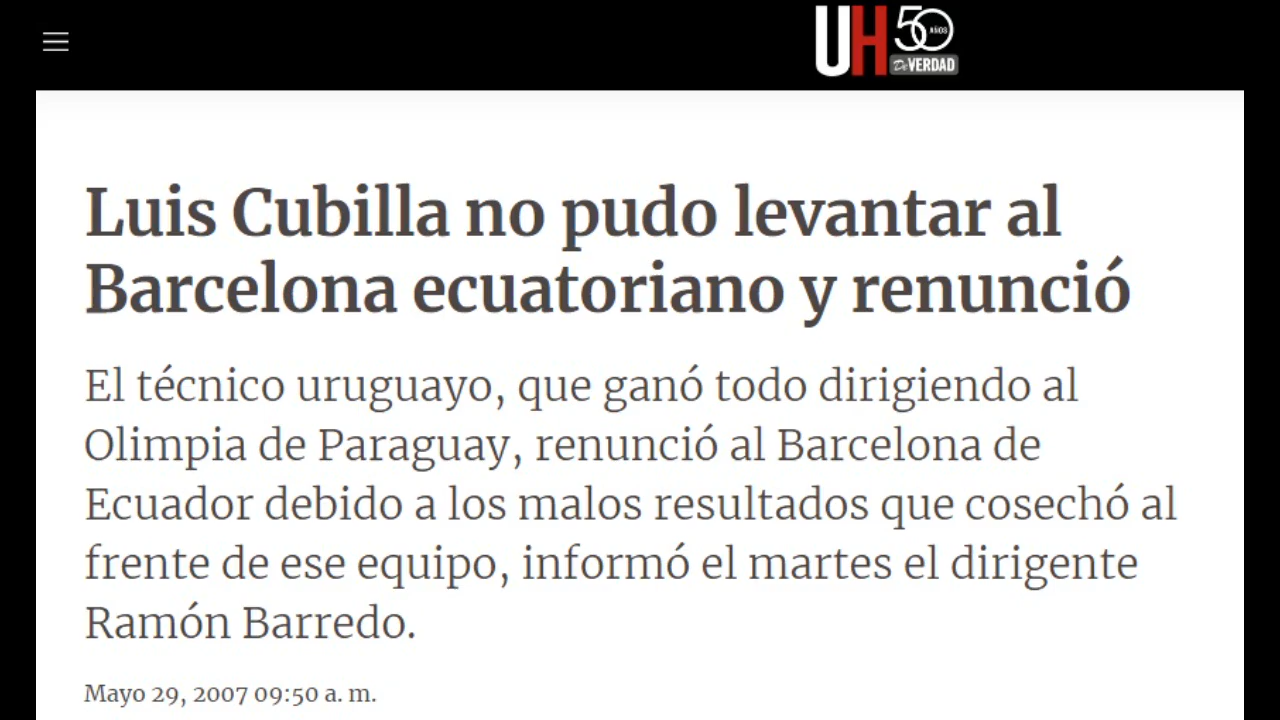 UH 50 AÑOS
De VERDAD
Luis Cubilla no pudo levantar al
Barcelona ecuatoriano y renunció
El técnico uruguayo, que ganó todo dirigiendo al
Olimpia de Paraguay, renunció al Barcelona de
Ecuador debido a los malos resultados que cosechó al
frente de ese equipo, informó el martes el dirigente
Ramón Barredo.
Mayo 29, 2007 09:50 a. m.